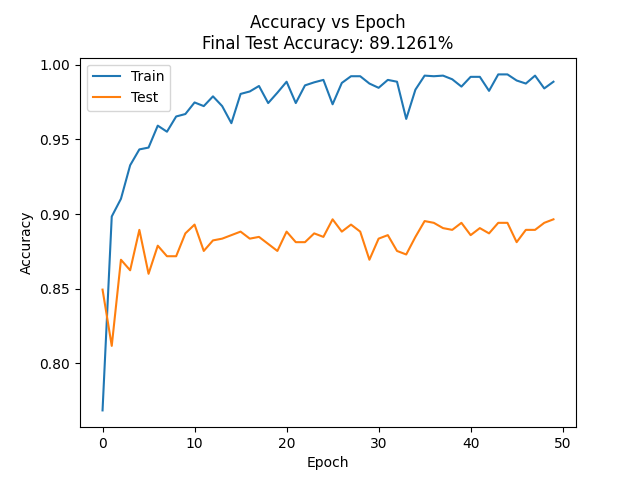 Accuracy vs Epoch
Final Test Accuracy: 89.1261%
Train
Test
1.00
0.95
0.90
0.85
0.80
Accuracy
0 10 20 30 40 50
Epoch